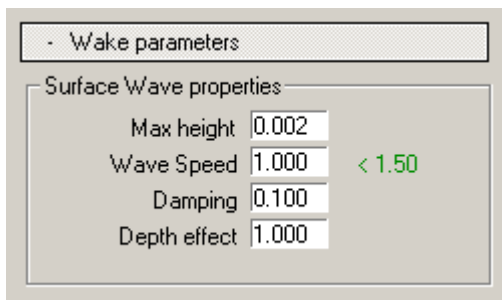 - Wake parameters
Surface Wave properties
Max height 0.002
Wave Speed 1.000 < 1.50
Damping 0.100
Depth effect 1.000